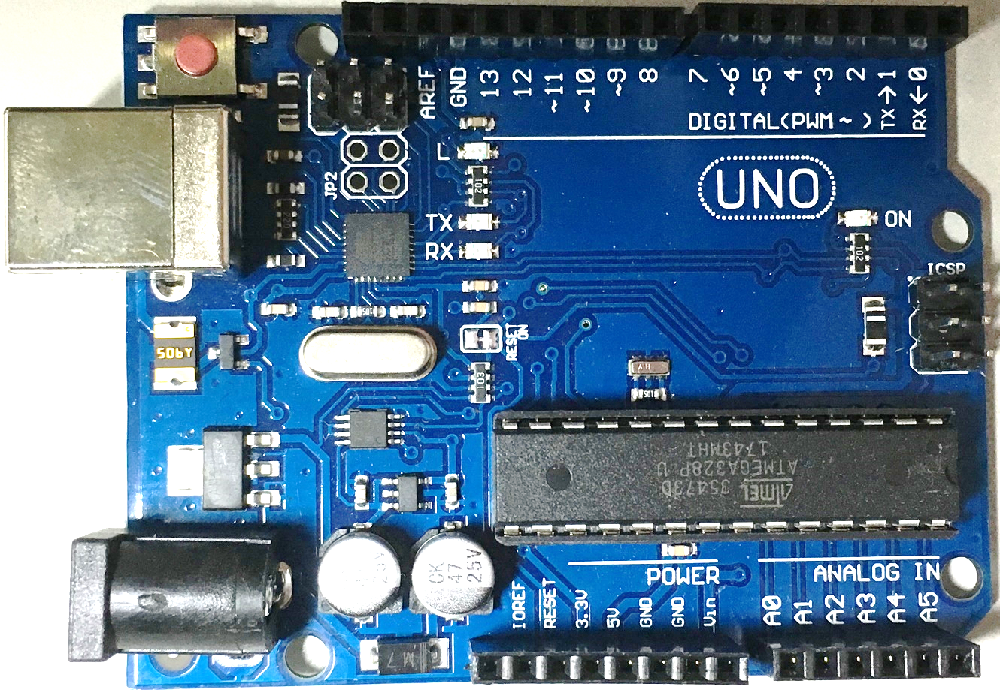 AREF
GND
13
12
~11
~10
~9
8
7
~6
~5
4
~3
2
TX→1
RX←0
DIGITAL(PWM ~ )
L
JP2
102
UNO
TX
RX
ON
102
ICSP
RESET
ON
103
ATMEL 35473D
ATMEGA328P U
1743MHT
CK
47
25V
25V
M7
POWER
IOREF
RESET
3.3V
5V
GND
GND
Vin
ANALOG IN
A0
A1
A2
A3
A4
A5